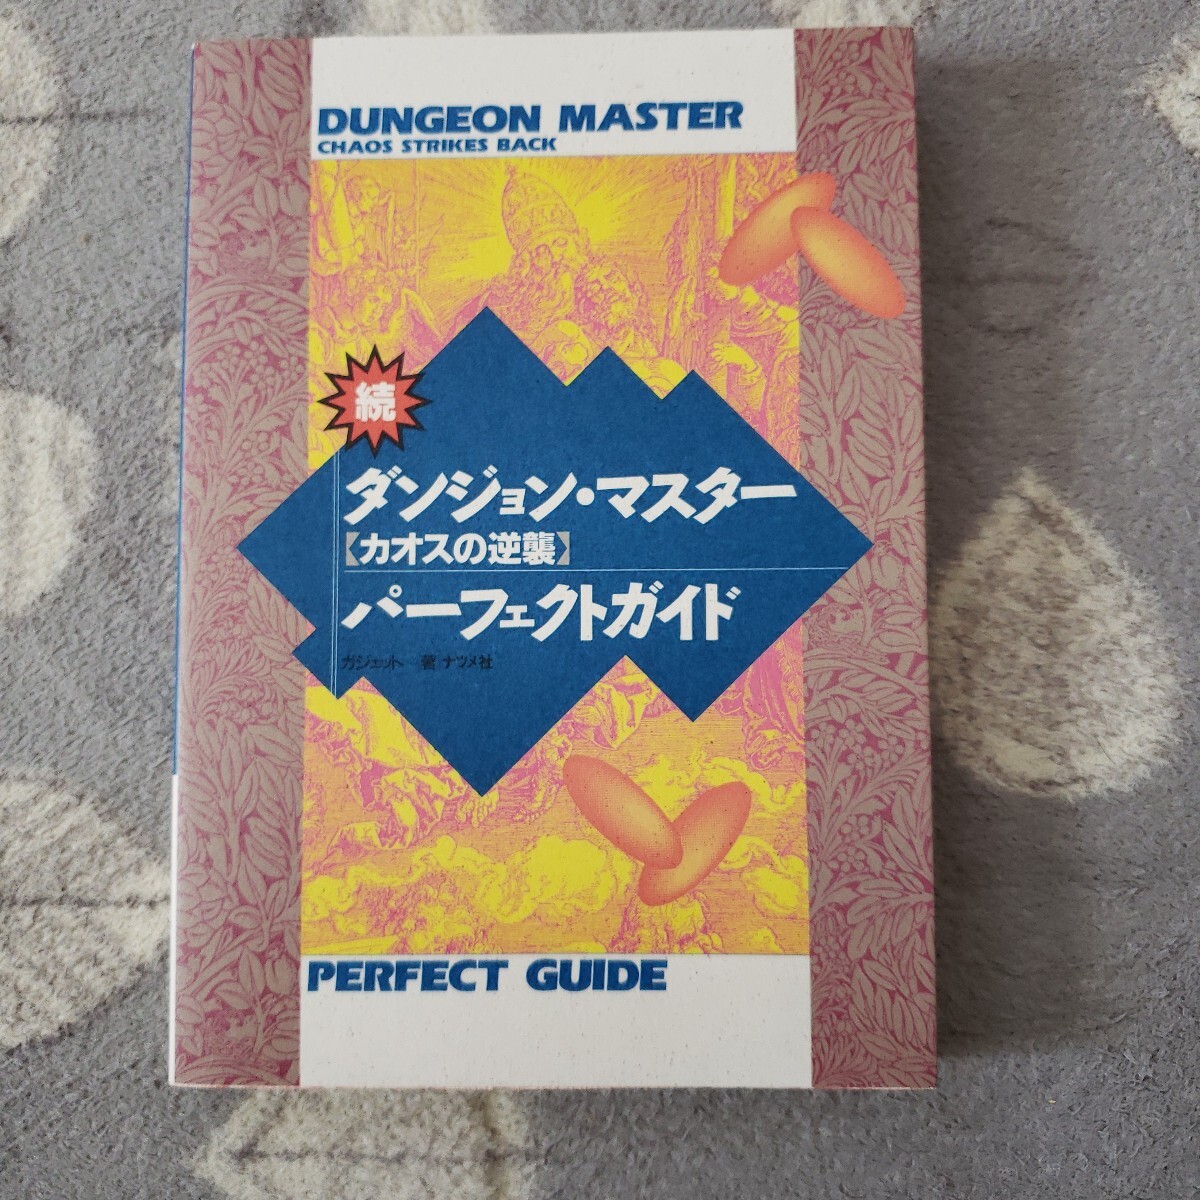 DUNGEON MASTER
CHAOS STRIKES BACK
続
ダンジョン・マスター
【カオスの逆襲】
パーフェクトガイド
ガジェット 著 ナツメ社
PERFECT GUIDE